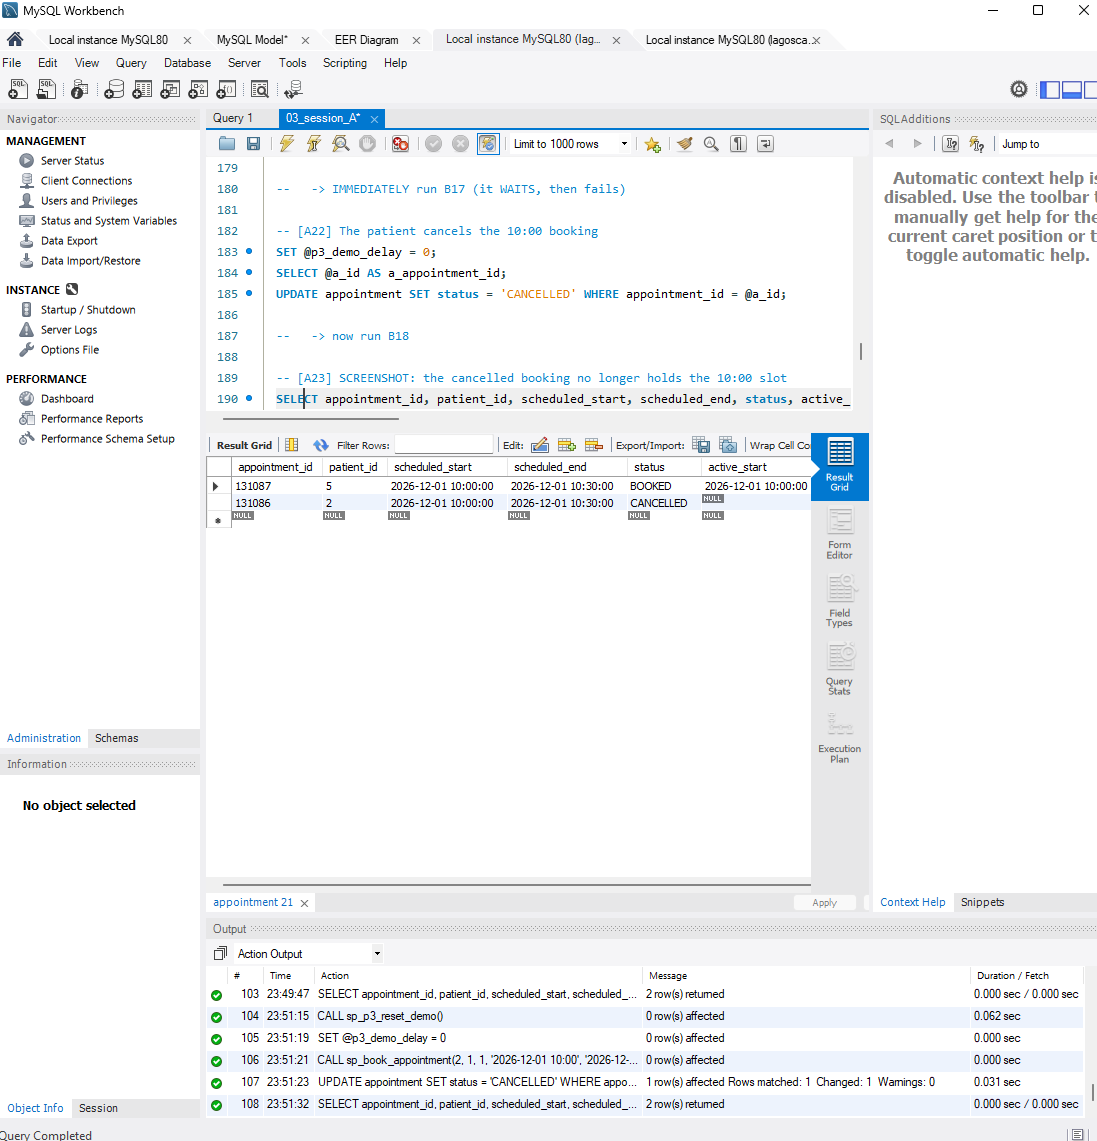 MySQL Workbench
Local instance MySQL80
MySQL Model*
EER Diagram
Local instance MySQL80 (lag...
Local instance MySQL80 (lagosca...
File Edit View Query Database Server Tools Scripting Help
Navigator
MANAGEMENT
Server Status
Client Connections
Users and Privileges
Status and System Variables
Data Export
Data Import/Restore
INSTANCE
Startup / Shutdown
Server Logs
Options File
PERFORMANCE
Dashboard
Performance Reports
Performance Schema Setup
Administration Schemas
Information
No object selected
Object Info Session
Query Completed
Query 1
03_session_A*
Limit to 1000 rows
179
180 -- -> IMMEDIATELY run B17 (it WAITS, then fails)
181
182 -- [A22] The patient cancels the 10:00 booking
183 SET @p3_demo_delay = 0;
184 SELECT @a_id AS a_appointment_id;
185 UPDATE appointment SET status = 'CANCELLED' WHERE appointment_id = @a_id;
186
187 -- -> now run B18
188
189 -- [A23] SCREENSHOT: the cancelled booking no longer holds the 10:00 slot
190 SELECT appointment_id, patient_id, scheduled_start, scheduled_end, status, active_
Result Grid Filter Rows: Edit: Export/Import: Wrap Cell Co
appointment_id patient_id scheduled_start scheduled_end status active_start
131087 5 2026-12-01 10:00:00 2026-12-01 10:30:00 BOOKED 2026-12-01 10:00:00
131086 2 2026-12-01 10:00:00 2026-12-01 10:30:00 CANCELLED NULL
NULL NULL NULL NULL NULL NULL
Result
Grid
Form
Editor
Field
Types
Query
Stats
Execution
Plan
appointment 21
Apply
SQLAdditions
Jump to
Automatic context help is
disabled. Use the toolbar t
manually get help for the
current caret position or t
toggle automatic help.
Context Help Snippets
Output
Action Output
# Time Action Message Duration / Fetch
103 23:49:47 SELECT appointment_id, patient_id, scheduled_start, scheduled_... 2 row(s) returned 0.000 sec / 0.000 sec
104 23:51:15 CALL sp_p3_reset_demo() 0 row(s) affected 0.062 sec
105 23:51:19 SET @p3_demo_delay = 0 0 row(s) affected 0.000 sec
106 23:51:21 CALL sp_book_appointment(2, 1, 1, '2026-12-01 10:00', '2026-12-... 0 row(s) affected 0.000 sec
107 23:51:23 UPDATE appointment SET status = 'CANCELLED' WHERE appo... 1 row(s) affected Rows matched: 1 Changed: 1 Warnings: 0 0.031 sec
108 23:51:32 SELECT appointment_id, patient_id, scheduled_start, scheduled_... 2 row(s) returned 0.000 sec / 0.000 sec